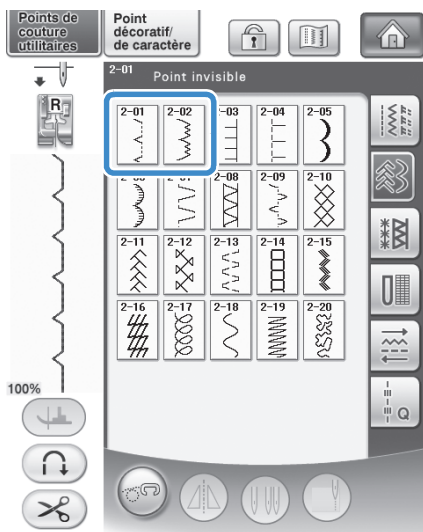 Points de
couture
utilitaires
Point
décoratif/
de caractère
2-01
Point invisible
R
2-01 2-02 2-03 2-04 2-05
2-08 2-09 2-10
2-11 2-12 2-13 2-14 2-15
2-16 2-17 2-18 2-19 2-20
100%
Q